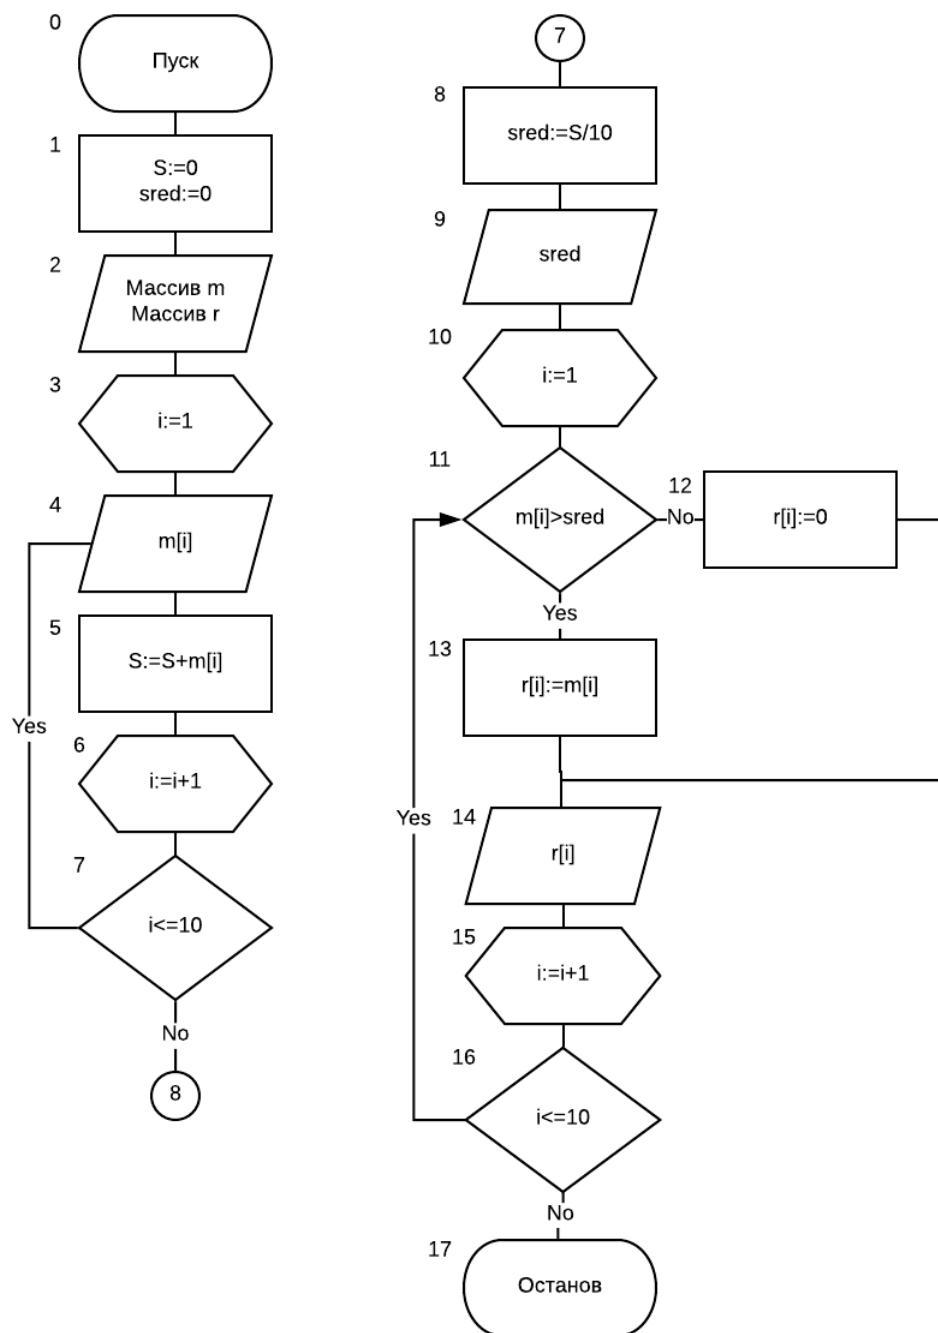 0
Пуск
1
S:=0
sred:=0
2
Массив m
Массив r
3
i:=1
4
m[i]
5
S:=S+m[i]
Yes
6
i:=i+1
7
i<=10
No
8
7
8
sred:=S/10
9
sred
10
i:=1
11
m[i]>sred
No
12
r[i]:=0
Yes
13
r[i]:=m[i]
Yes
14
r[i]
15
i:=i+1
16
i<=10
No
17
Останов